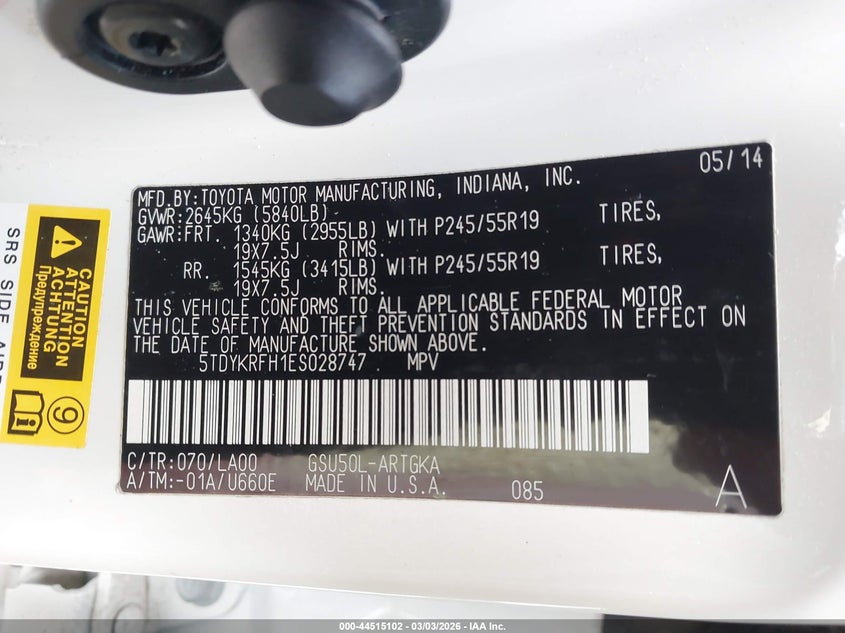 05/14
MFD.BY:TOYOTA MOTOR MANUFACTURING, INDIANA, INC.
GVWR:2645KG (5840LB)
GAWR:FRT. 1340KG (2955LB) WITH P245/55R19 TIRES,
19X7.5J RIMS.
RR. 1545KG (3415LB) WITH P245/55R19 TIRES,
19X7.5J RIMS.
THIS VEHICLE CONFORMS TO ALL APPLICABLE FEDERAL MOTOR
VEHICLE SAFETY AND THEFT PREVENTION STANDARDS IN EFFECT ON
THE DATE OF MANUFACTURE SHOWN ABOVE.
5TDYKRFH1ES028747 MPV
C/TR:070/LA00 GSU50L-ARTGKA
A/TM:-01A/U660E MADE IN U.S.A. 085 A
CAUTION
ATTENTION
ACHTUNG
Предупреждение
9
SRS SIDE
000-44515102 - 03/03/2026 - IAA Inc.